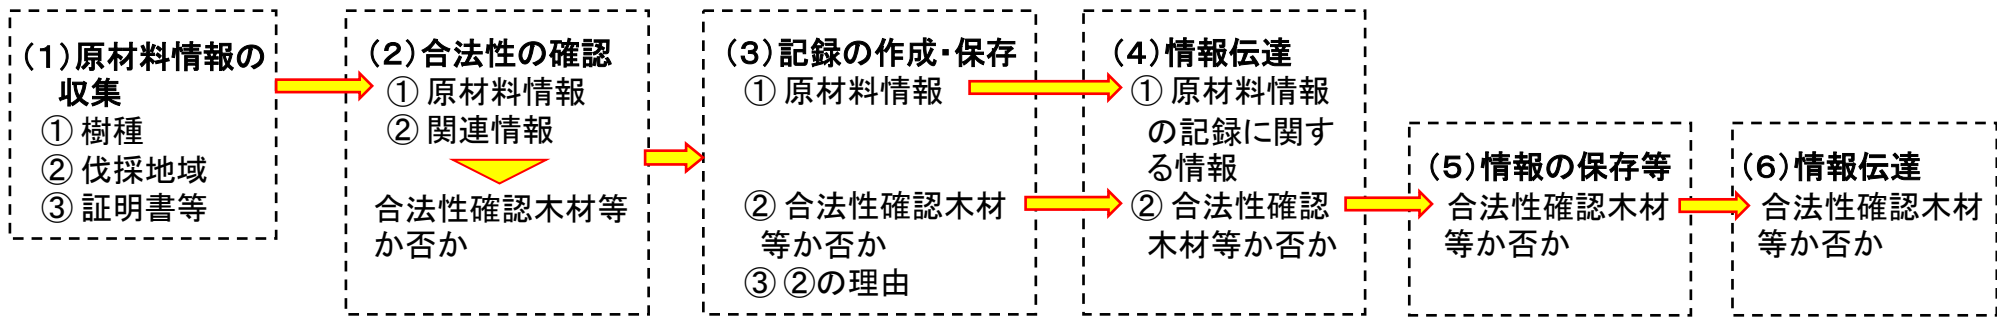 (1)原材料情報の
収集
① 樹種
② 伐採地域
③ 証明書等
(2)合法性の確認
① 原材料情報
② 関連情報
合法性確認木材等
か否か
(3)記録の作成・保存
① 原材料情報
② 合法性確認木材
等か否か
③ ②の理由
(4)情報伝達
① 原材料情報
の記録に関す
る情報
② 合法性確認
木材等か否か
(5)情報の保存等
合法性確認木材
等か否か
(6)情報伝達
合法性確認木材
等か否か